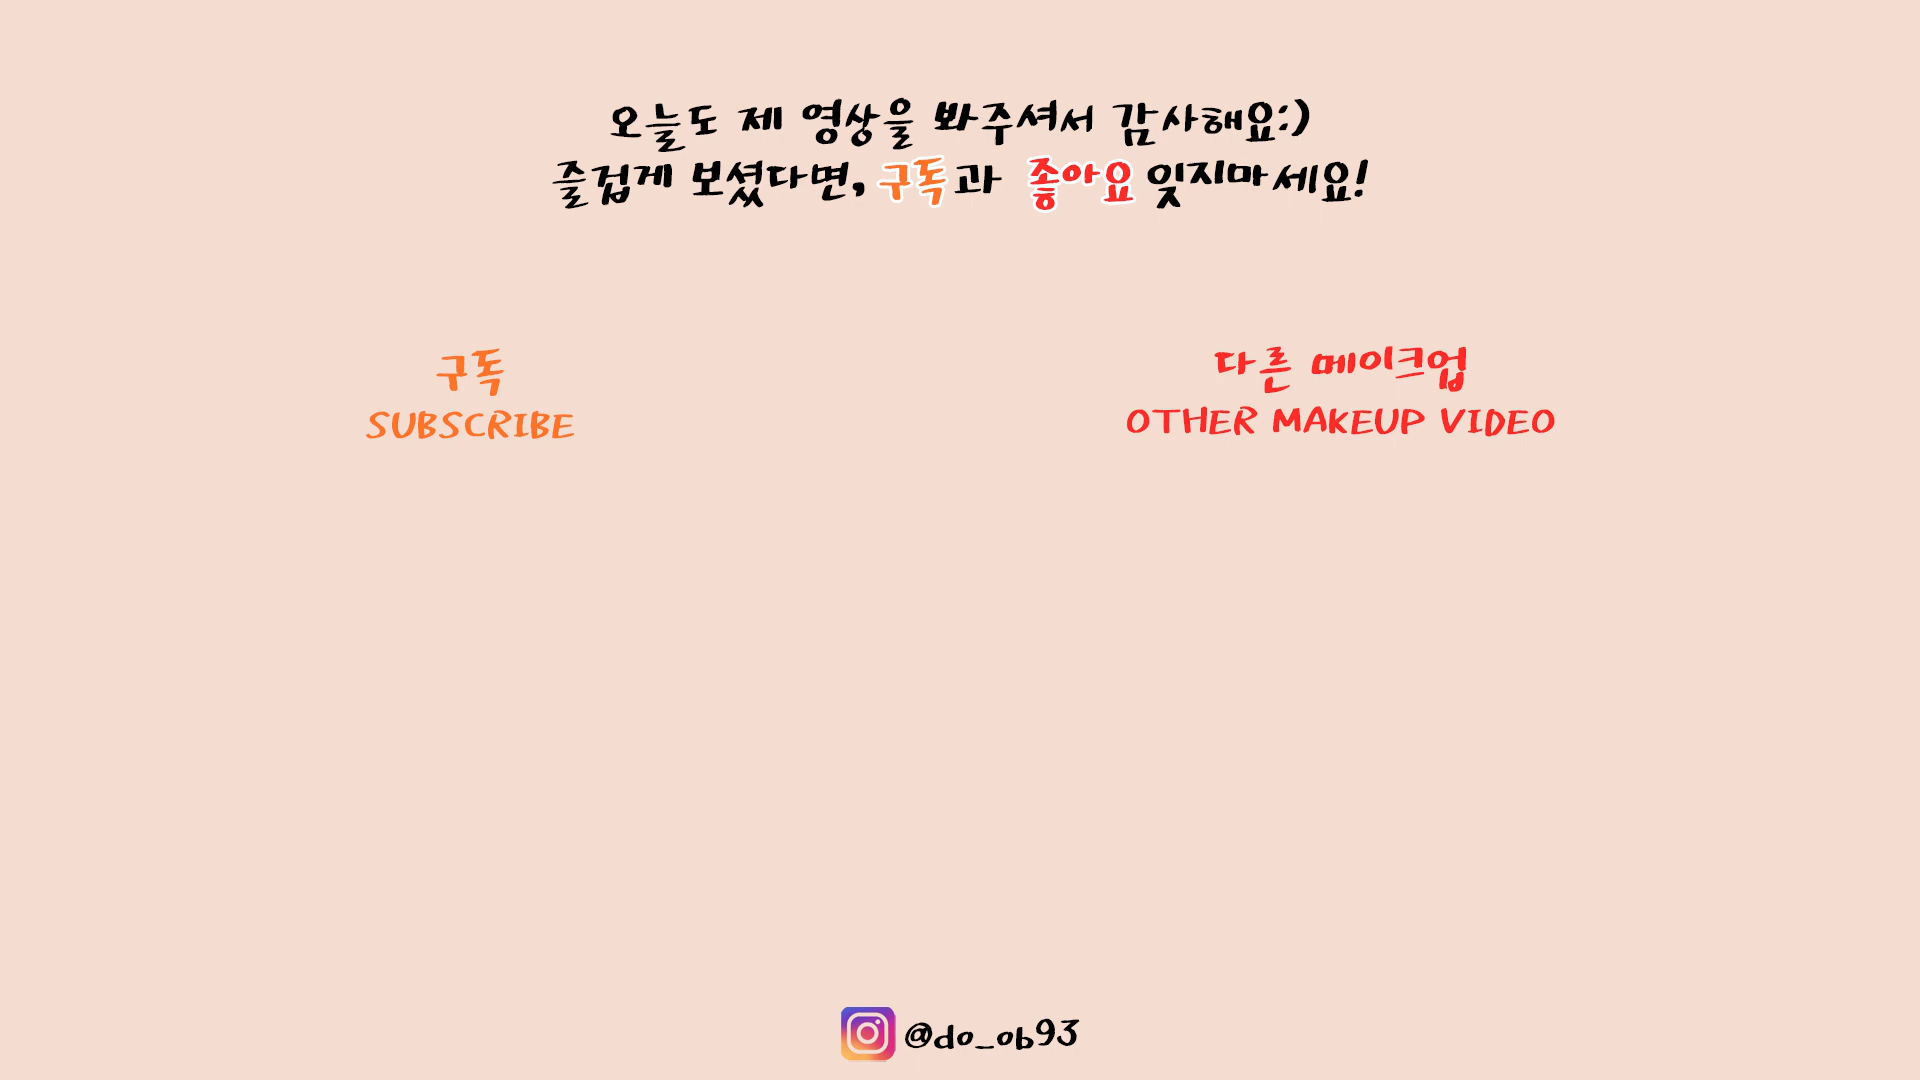 오늘도 제 영상을 봐주셔서 감사해요:)
즐겁게 보셨다면, 구독과 좋아요 잊지마세요!
구독
SUBSCRIBE
다른 메이크업
OTHER MAKEUP VIDEO
@do_ob93